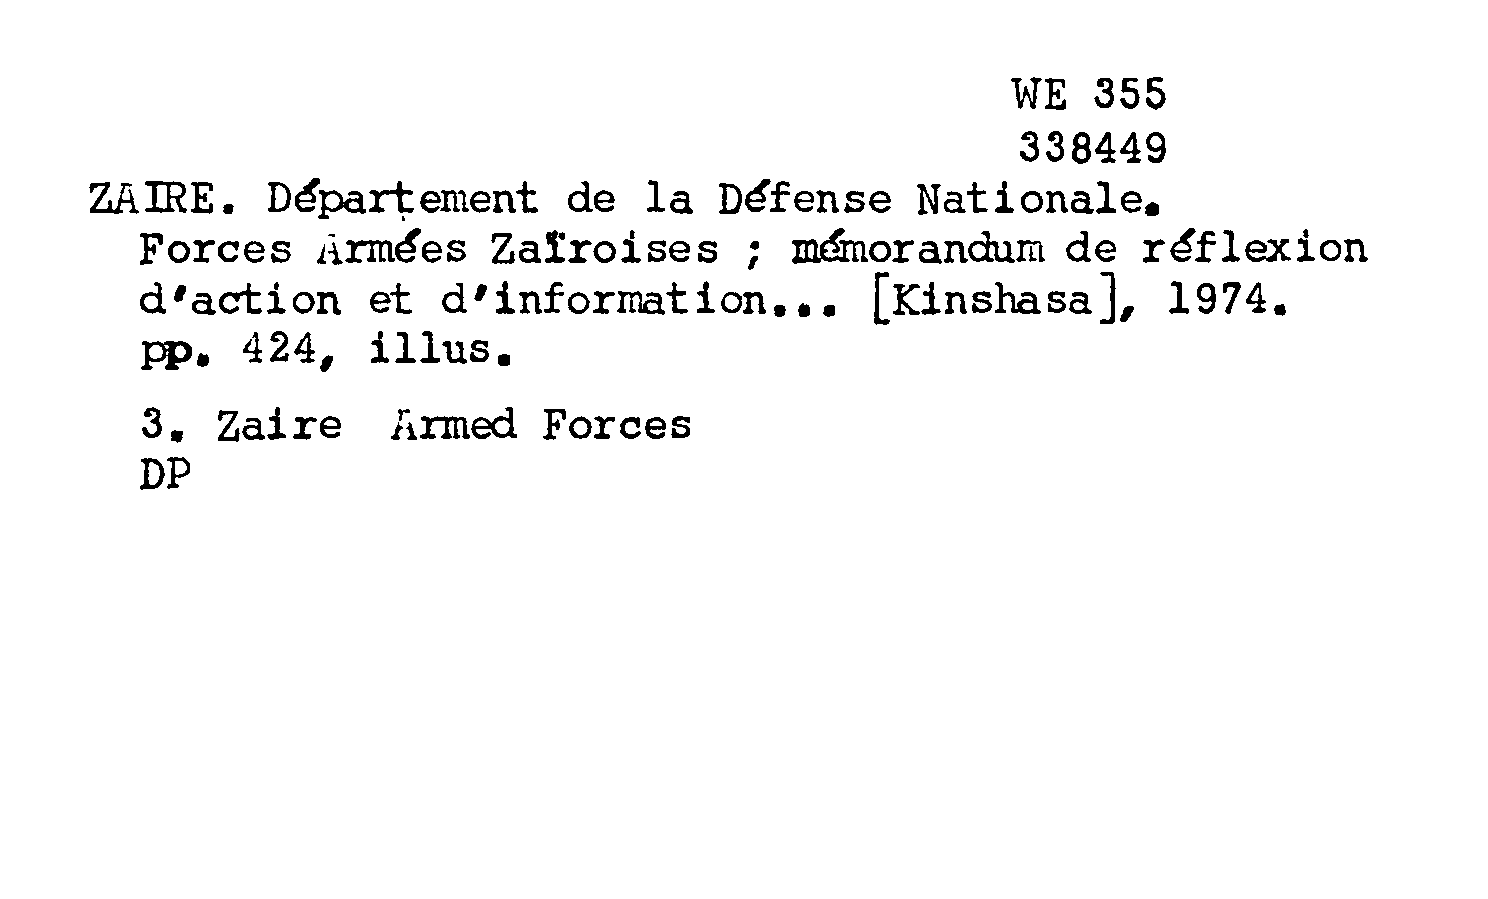 WE 355
338449
ZAIRE. Département de la Défense Nationale.
Forces Armées Zaïroises ; mémorandum de réflexion
d'action et d'information... [Kinshasa], 1974.
pp. 424, illus.
3. Zaire  Armed Forces
DP